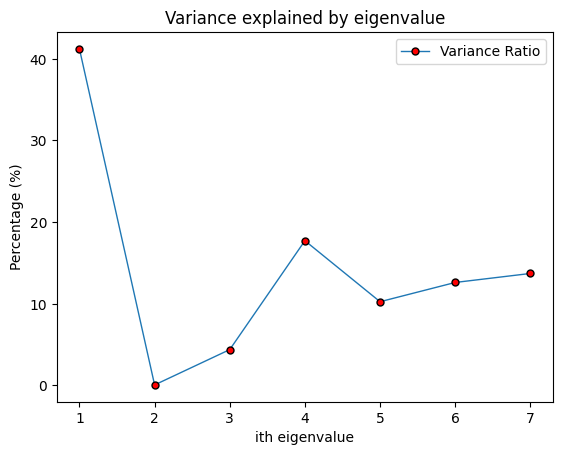 Variance explained by eigenvalue
Variance Ratio
Percentage (%)
40
30
20
10
0
1 2 3 4 5 6 7
ith eigenvalue